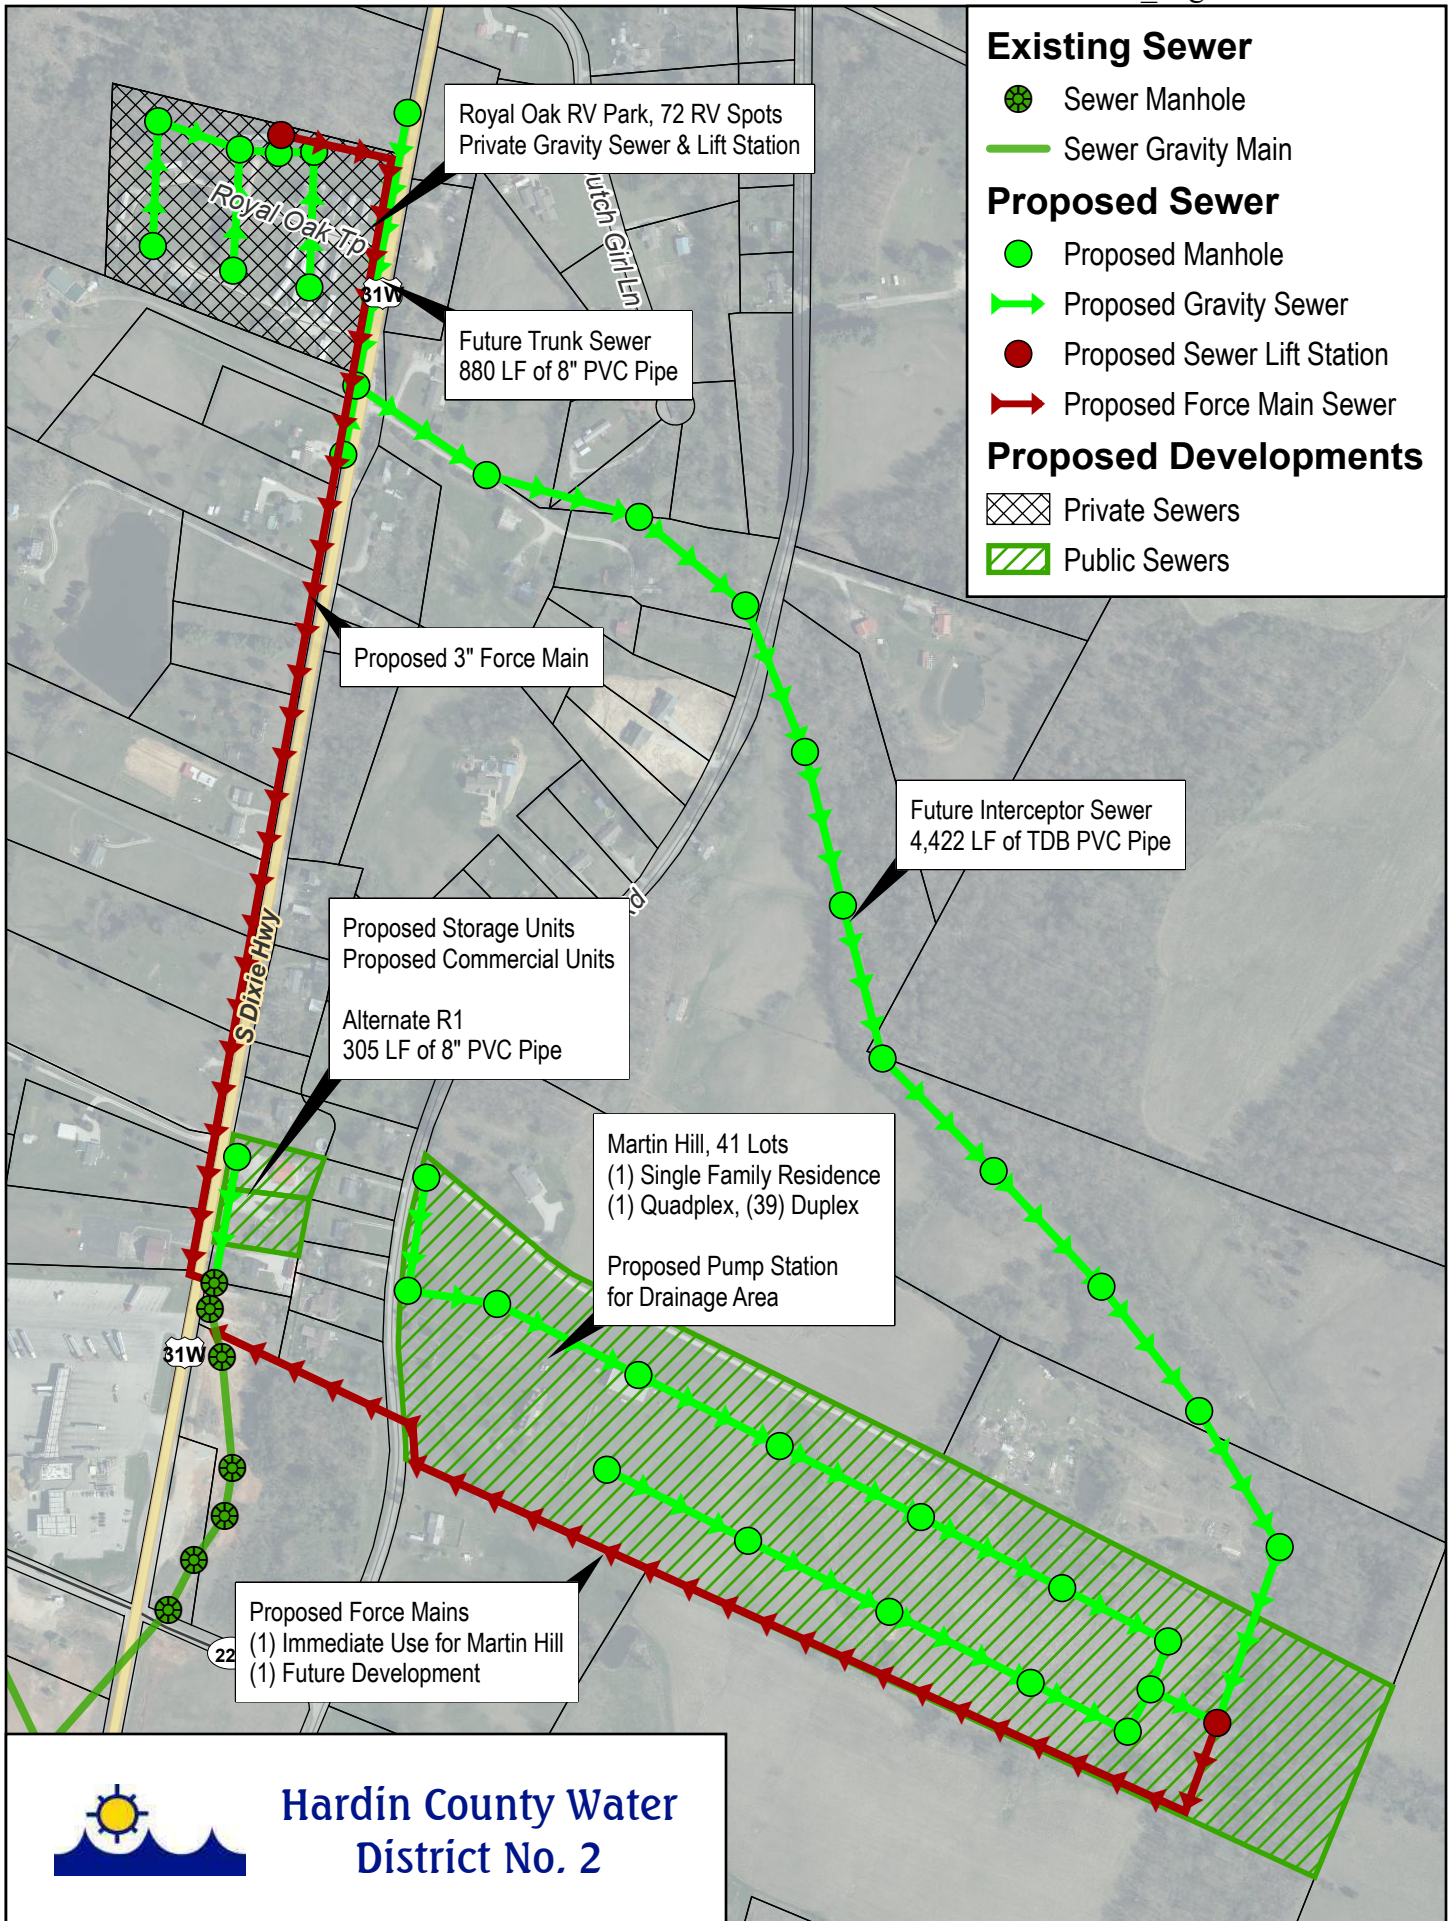 Existing Sewer
Sewer Manhole
Sewer Gravity Main
Proposed Sewer
Proposed Manhole
Proposed Gravity Sewer
Proposed Sewer Lift Station
Proposed Force Main Sewer
Proposed Developments
Private Sewers
Public Sewers
Royal Oak RV Park, 72 RV Spots
Private Gravity Sewer & Lift Station
Royal Oak Trp
utch Girl Ln
31W
Future Trunk Sewer
880 LF of 8" PVC Pipe
Proposed 3" Force Main
Future Interceptor Sewer
4,422 LF of TDB PVC Pipe
Proposed Storage Units
Proposed Commercial Units
Alternate R1
305 LF of 8" PVC Pipe
Rd
S Dixie Hwy
Martin Hill, 41 Lots
(1) Single Family Residence
(1) Quadplex, (39) Duplex
Proposed Pump Station
for Drainage Area
31W
Proposed Force Mains
(1) Immediate Use for Martin Hill
(1) Future Development
22
Hardin County Water
District No. 2